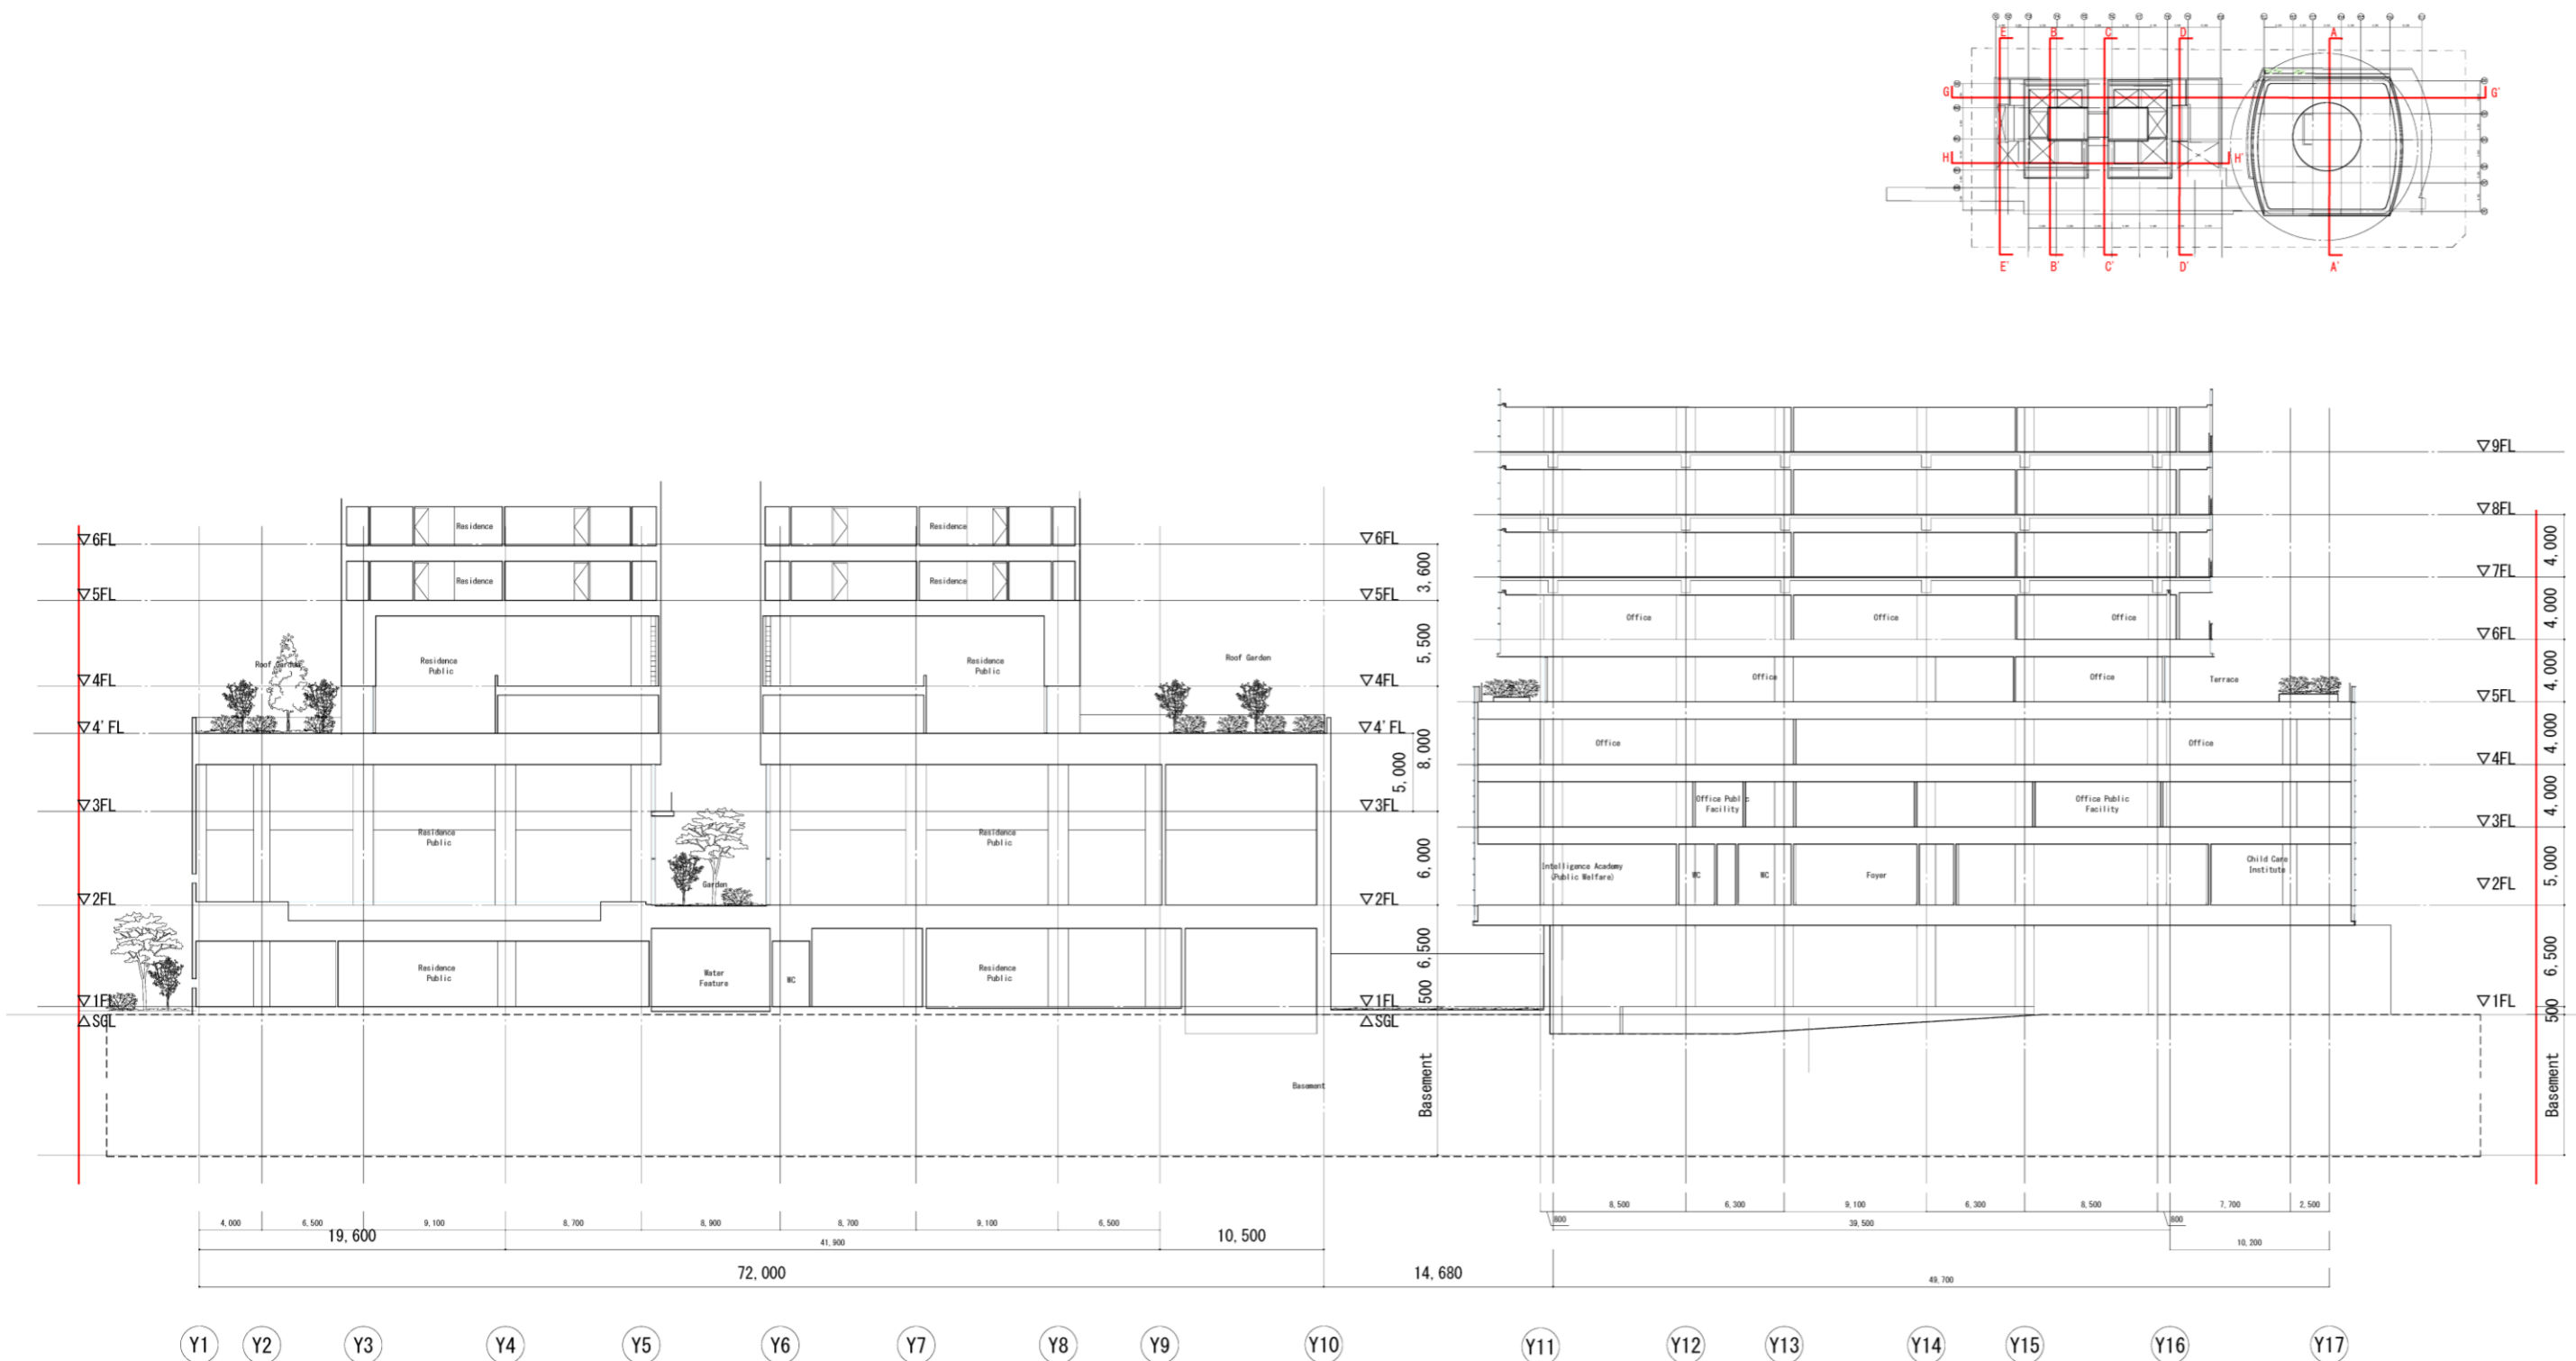 E B C D A
G G'
H H'
E' B' C' D' A'
▽9FL
▽8FL
▽7FL
▽6FL
▽5FL
▽4FL
▽3FL
▽2FL
▽1FL
4,000
4,000
4,000
4,000
4,000
4,000
5,000
6,500
500
Basement
▽6FL
▽5FL
▽4FL
▽4'FL
▽3FL
▽2FL
▽1FL
△SGL
Residence
Residence
Residence
Residence
Roof Garden
Residence
Public
Residence
Public
Roof Garden
Residence
Public
Residence
Public
Garden
Residence
Public
Water
Feature
WC
Residence
Public
Basement
▽6FL
▽5FL
▽4FL
▽4'FL
▽3FL
▽2FL
▽1FL
△SGL
3,600
5,500
8,000
5,000
6,000
6,500
500
Basement
Office
Office
Office
Office
Office
Terrace
Office
Office
Office Public
Facility
Office Public
Facility
Intelligence Academy
(Public Welfare)
WC
WC
Foyer
Child Care
Institute
4,000
6,500
9,100
8,700
8,900
8,700
9,100
6,500
19,600
41,900
10,500
72,000
14,680
800
8,500
6,300
9,100
6,300
8,500
800
7,700
2,500
39,500
10,200
49,700
Y1 Y2 Y3 Y4 Y5 Y6 Y7 Y8 Y9 Y10 Y11 Y12 Y13 Y14 Y15 Y16 Y17